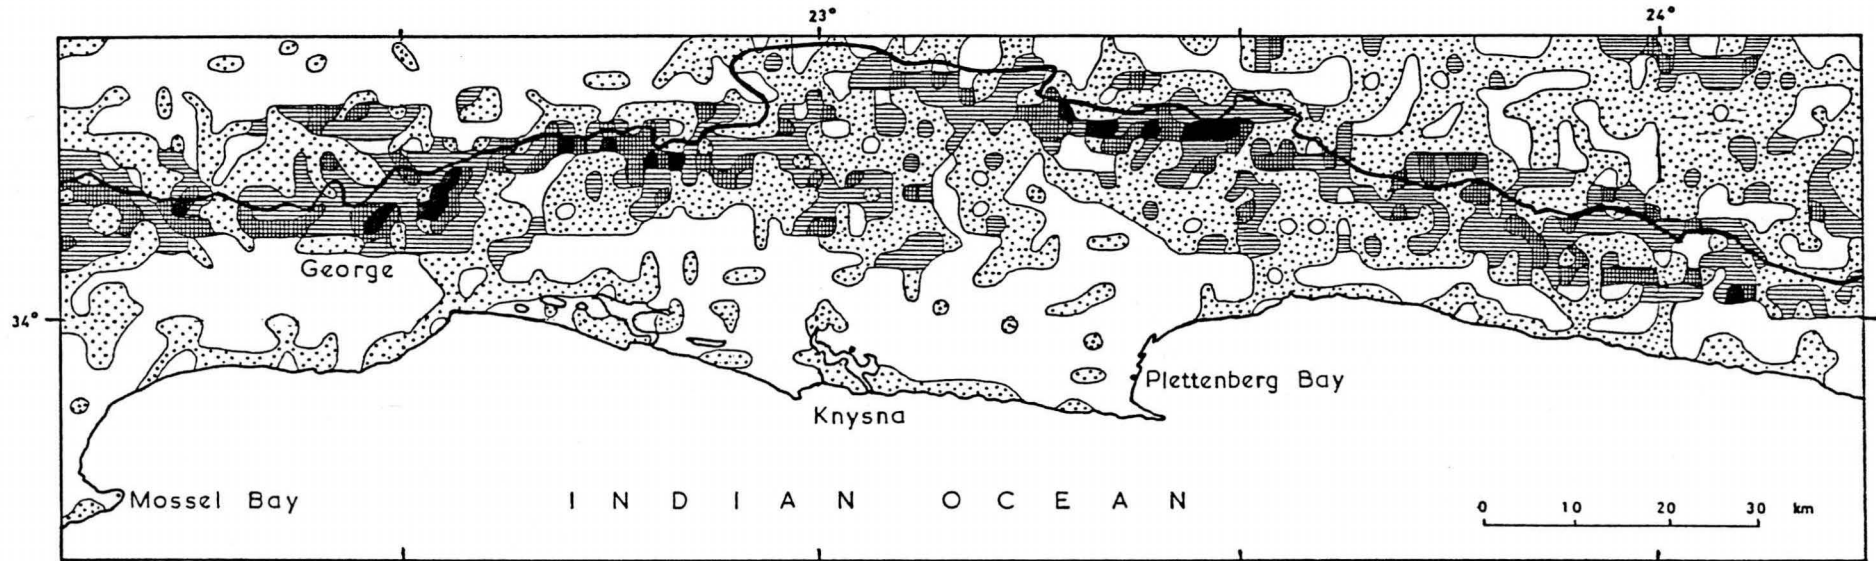 23°
24°
34°
George
Plettenberg Bay
Knysna
Mossel Bay
INDIAN OCEAN
0 10 20 30 km